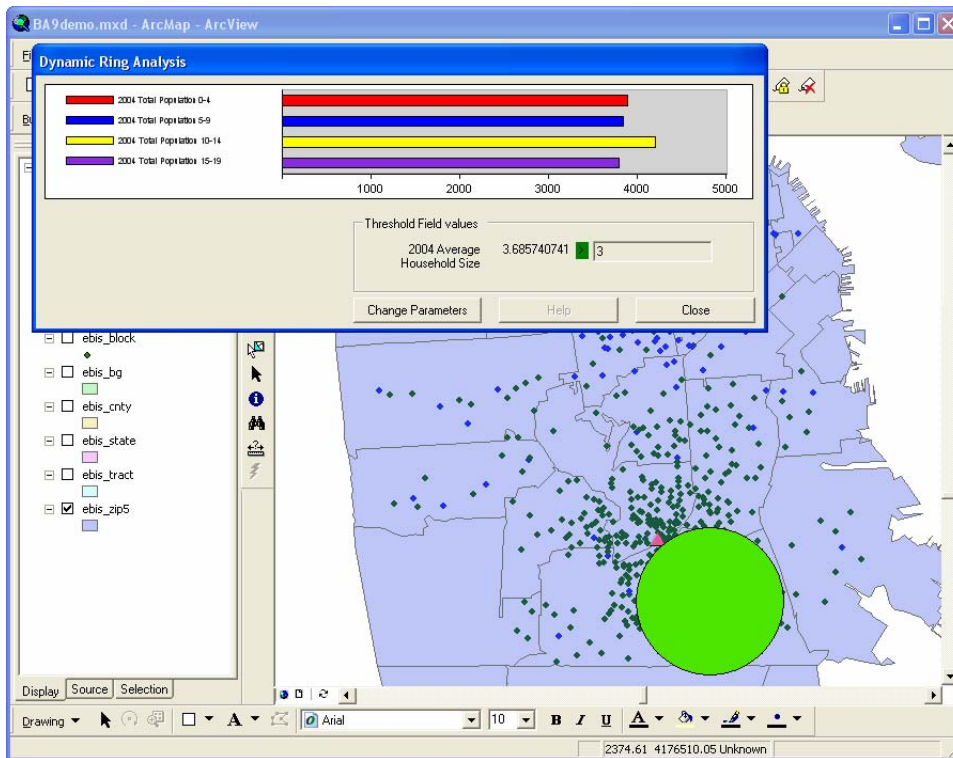 BA9demo.mxd - ArcMap - ArcView
Dynamic Ring Analysis
2004 Total Population 0-4
2004 Total Population 5-9
2004 Total Population 10-14
2004 Total Population 15-19
1000 2000 3000 4000 5000
Threshold Field values
2004 Average Household Size 3.685740741 > 3
Change Parameters Help Close
ebis_block
ebis_bg
ebis_cnty
ebis_state
ebis_tract
ebis_zip5
Display Source Selection
Drawing A Arial 10 B I U A
2374.61 4176510.05 Unknown